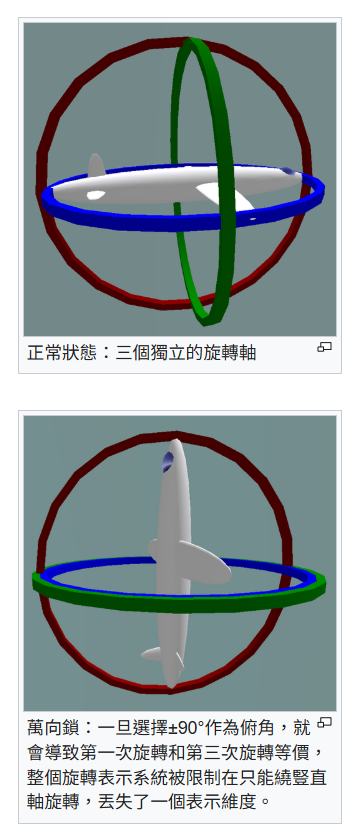 正常狀態：三個獨立的旋轉軸
萬向鎖：一旦選擇±90°作為俯角，就
會導致第一次旋轉和第三次旋轉等價，
整個旋轉表示系統被限制在只能繞豎直
軸旋轉，丟失了一個表示維度。